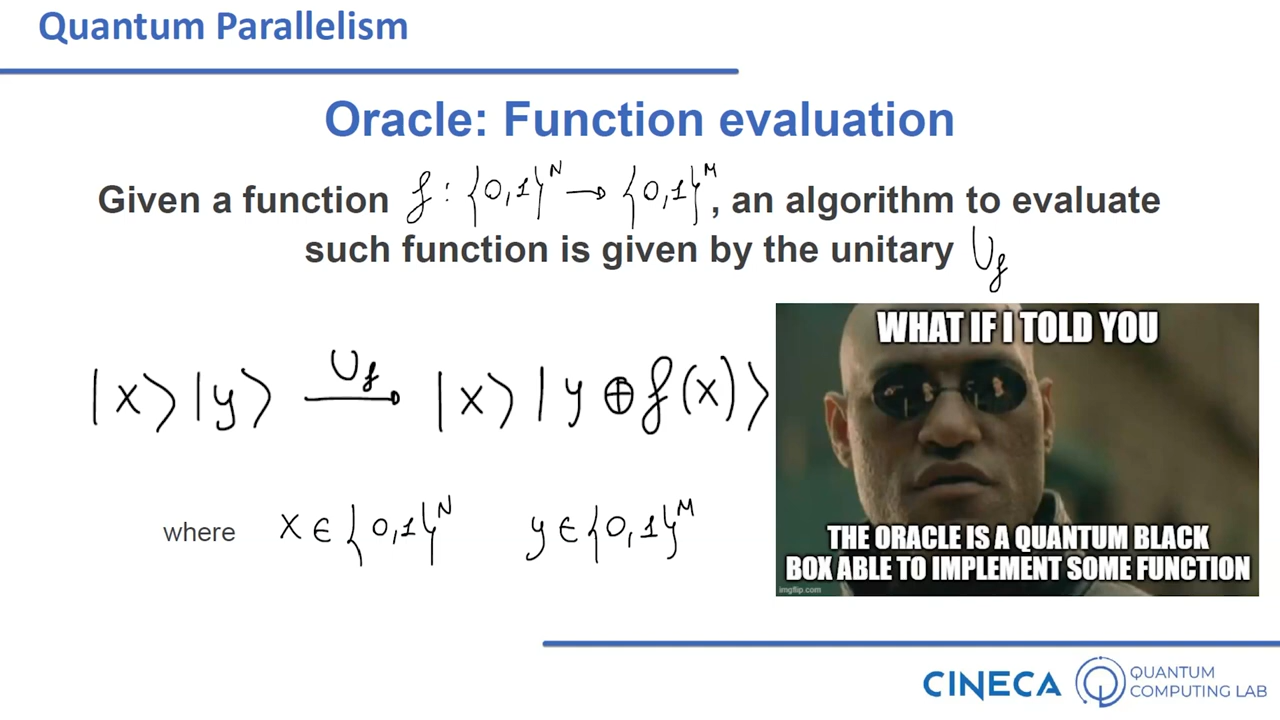 Quantum Parallelism
Oracle: Function evaluation
Given a function f : {0,1}^N → {0,1}^M, an algorithm to evaluate
such function is given by the unitary U_f
|x⟩|y⟩ —U_f→ |x⟩|y ⊕ f(x)⟩
where x ∈ {0,1}^N y ∈ {0,1}^M
WHAT IF I TOLD YOU
THE ORACLE IS A QUANTUM BLACK
BOX ABLE TO IMPLEMENT SOME FUNCTION
imgflip.com
CINECA
QUANTUM
COMPUTING LAB